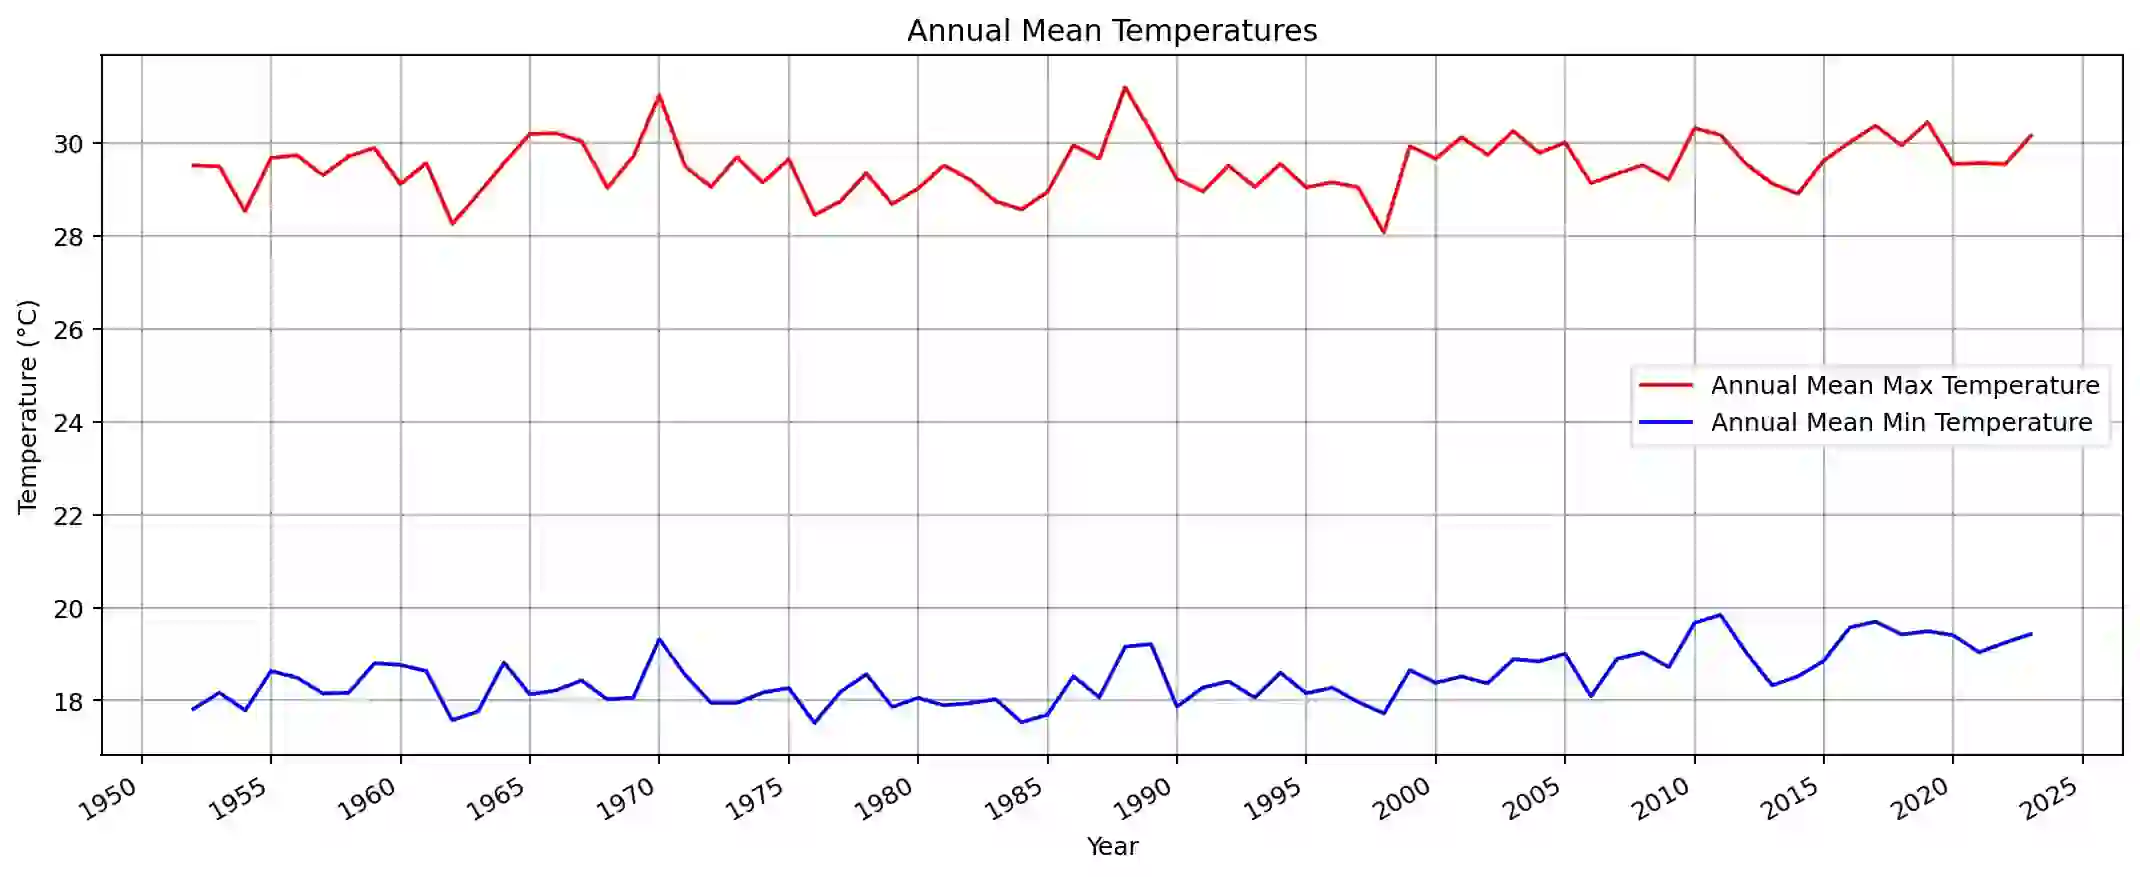 Annual Mean Temperatures
Temperature (°C)
30
28
26
24
22
20
18
Annual Mean Max Temperature
Annual Mean Min Temperature
1950 1955 1960 1965 1970 1975 1980 1985 1990 1995 2000 2005 2010 2015 2020 2025
Year